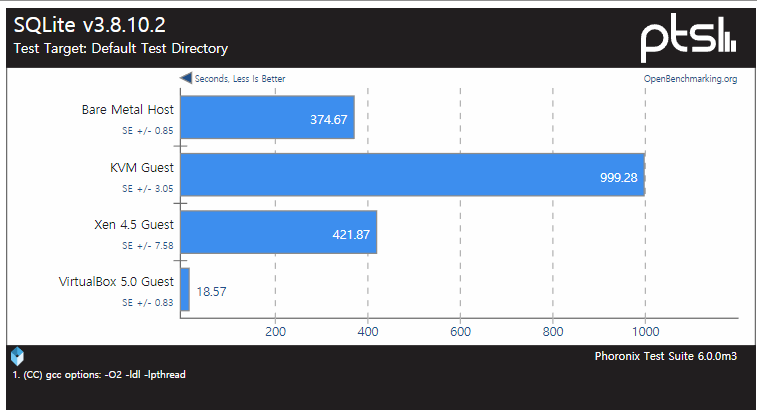 SQLite v3.8.10.2
Test Target: Default Test Directory
ptsl
Seconds, Less Is Better
OpenBenchmarking.org
Bare Metal Host
SE +/- 0.85
374.67
KVM Guest
SE +/- 3.05
999.28
Xen 4.5 Guest
SE +/- 7.58
421.87
VirtualBox 5.0 Guest
SE +/- 0.83
18.57
200 400 600 800 1000
Phoronix Test Suite 6.0.0m3
1. (CC) gcc options: -O2 -ldl -lpthread